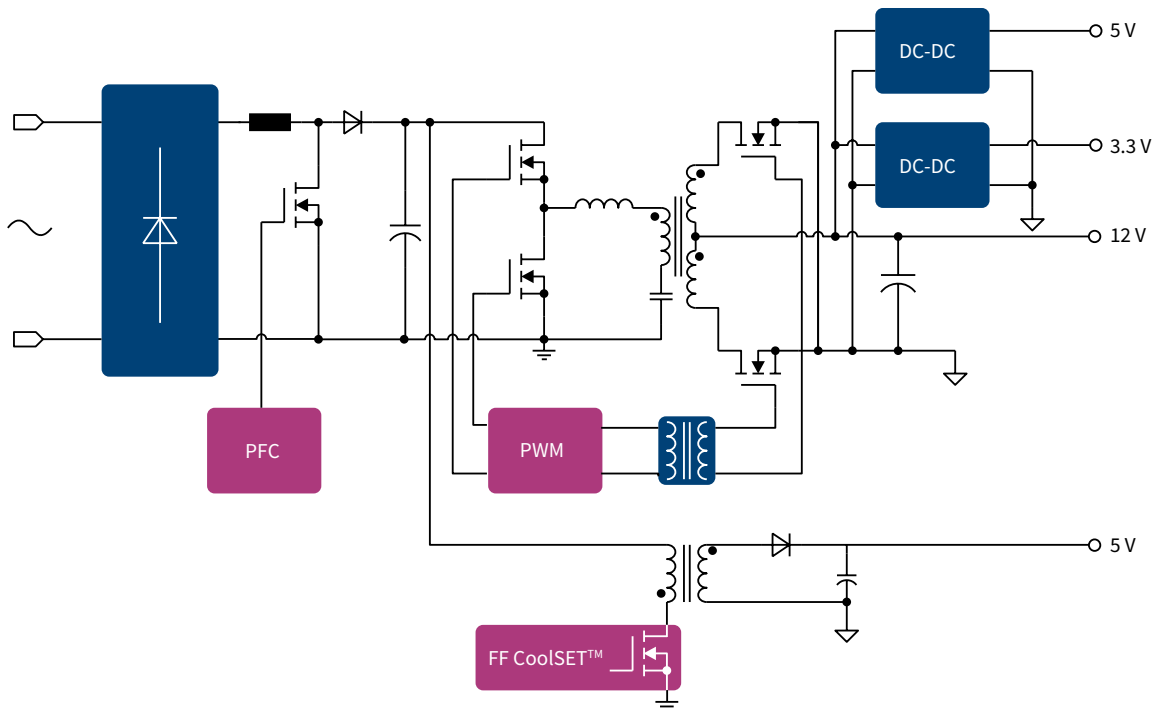 DC-DC
5 V
DC-DC
3.3 V
12 V
PFC
PWM
5 V
FF CoolSET™